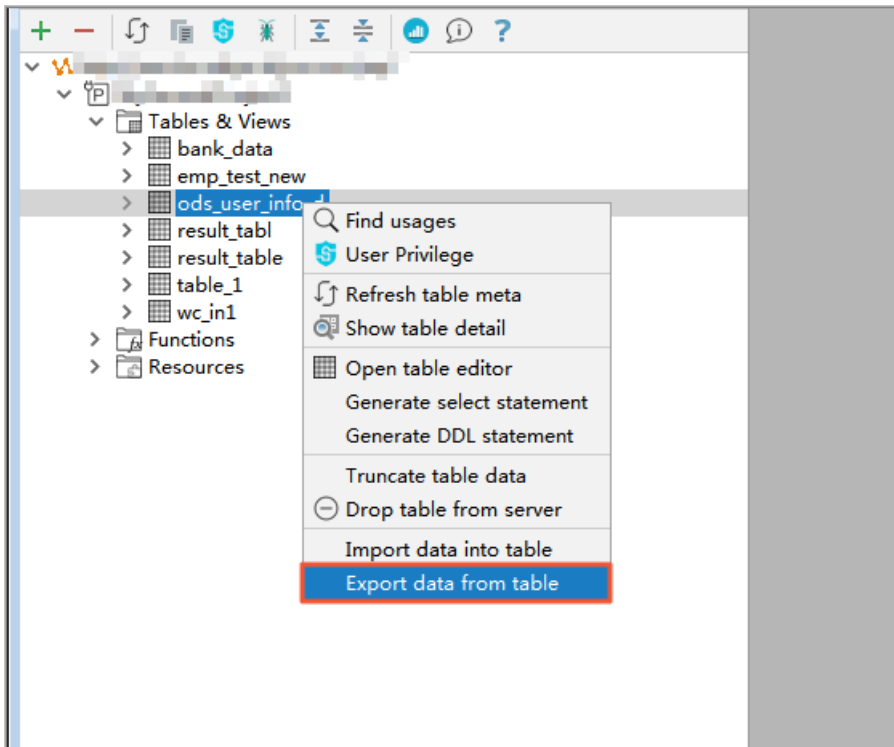 Tables & Views
bank_data
emp_test_new
ods_user_info_d
Find usages
result_tabl
User Privilege
result_table
table_1
Refresh table meta
wc_in1
Show table detail
Functions
Resources
Open table editor
Generate select statement
Generate DDL statement
Truncate table data
Drop table from server
Import data into table
Export data from table